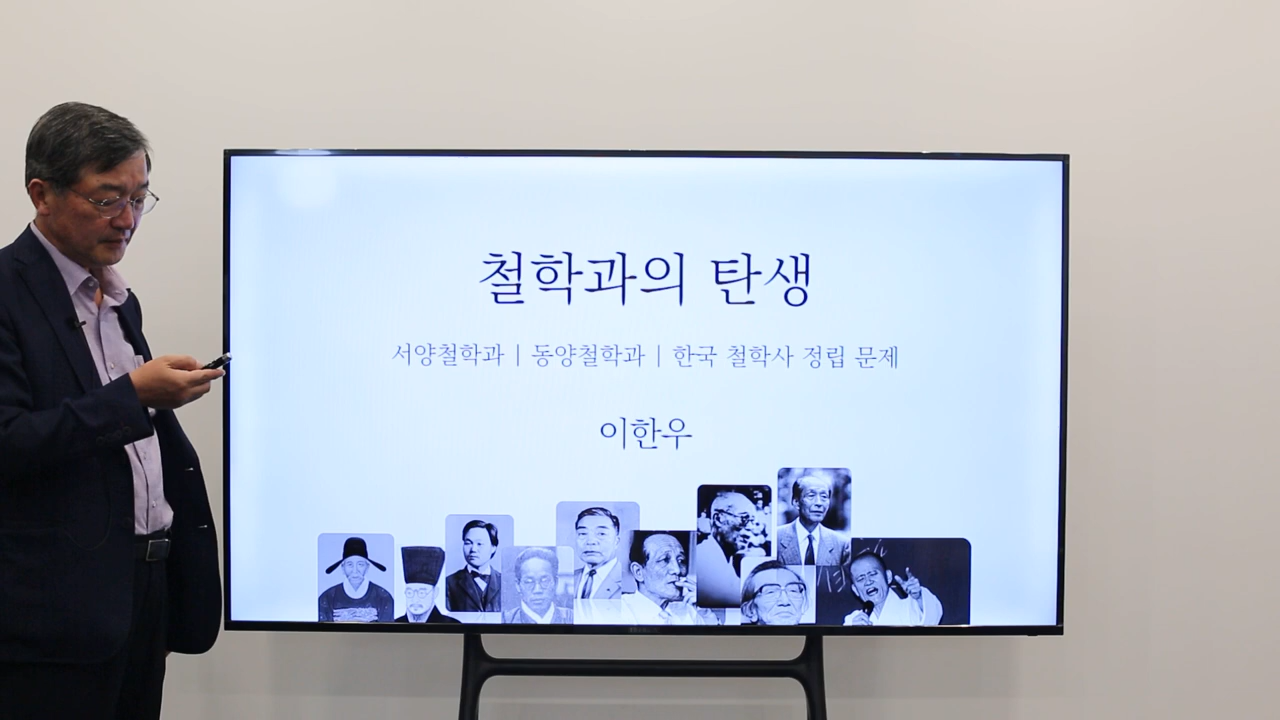 철학과의 탄생
서양철학과 | 동양철학과 | 한국 철학사 정립 문제
이한우